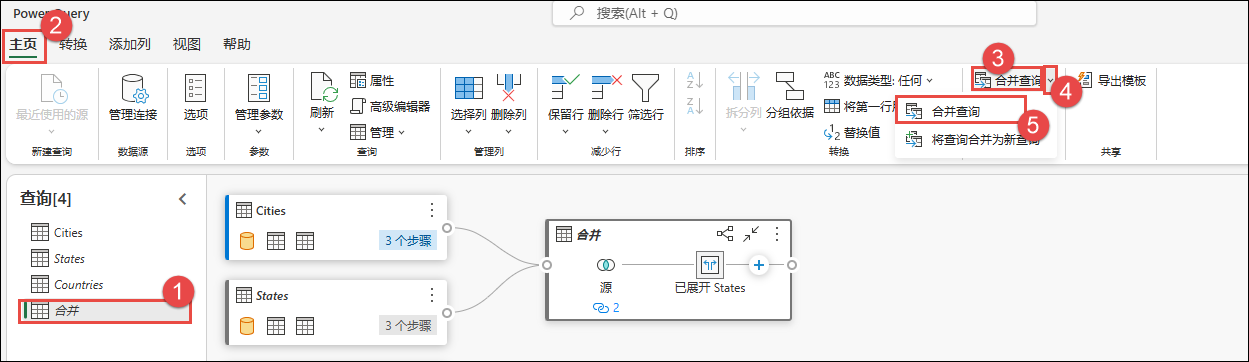 Power Query
搜索(Alt + Q)
2
主页 转换 添加列 视图 帮助
3
最近使用的源
新建查询
管理连接
数据源
选项
选项
管理参数
参数
刷新
属性
高级编辑器
管理
查询
选择列 删除列
管理列
保留行 删除行 筛选行
减少行
排序
拆分列 分组依据
数据类型: 任何
将第一行
替换值
转换
合并查询
4
合并查询
5
将查询合并为新查询
导出模板
共享
查询[4]
Cities
States
Countries
合并
1
Cities
3 个步骤
States
3 个步骤
合并
源
2
已展开 States